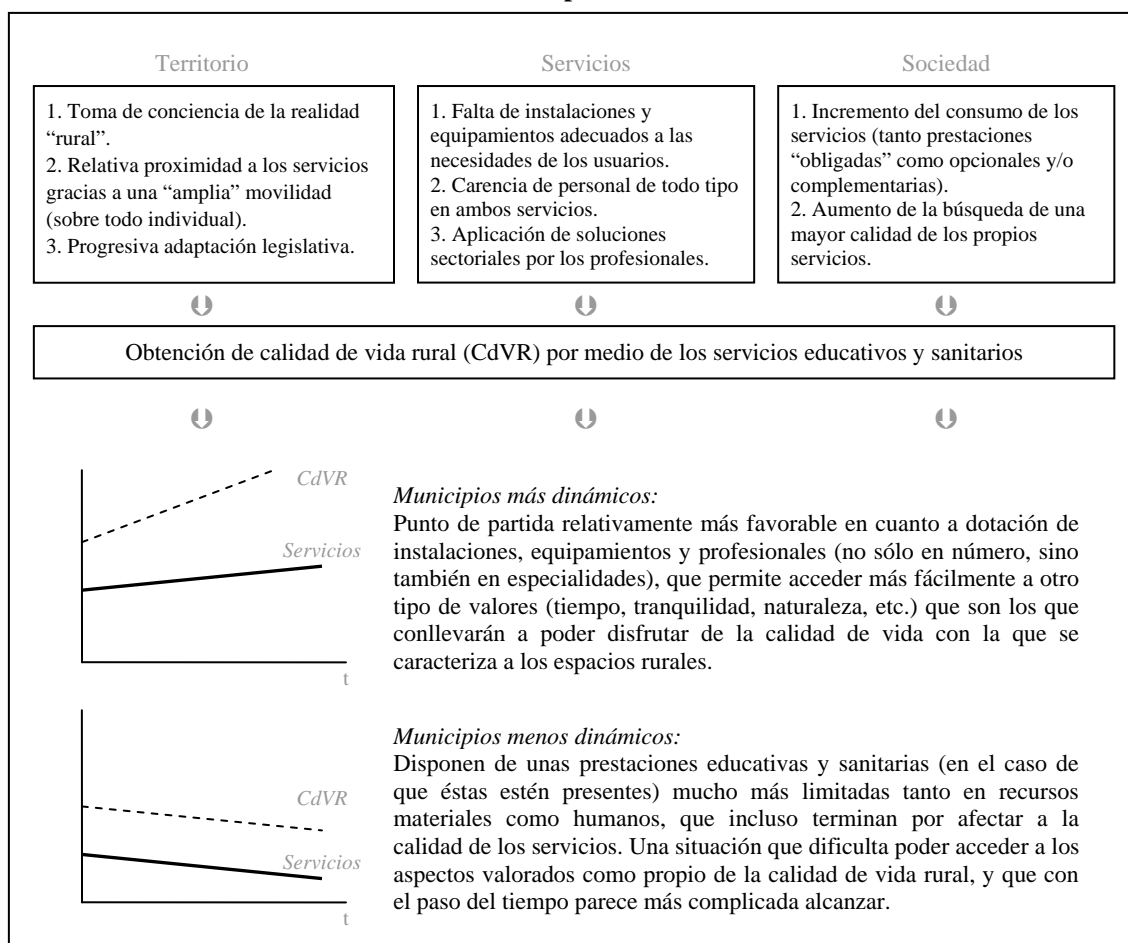 Territorio
Servicios
Sociedad
1. Toma de conciencia de la realidad
“rural”.
2. Relativa proximidad a los servicios
gracias a una “amplia” movilidad
(sobre todo individual).
3. Progresiva adaptación legislativa.
1. Falta de instalaciones y
equipamientos adecuados a las
necesidades de los usuarios.
2. Carencia de personal de todo tipo
en ambos servicios.
3. Aplicación de soluciones
sectoriales por los profesionales.
1. Incremento del consumo de los
servicios (tanto prestaciones
“obligadas” como opcionales y/o
complementarias).
2. Aumento de la búsqueda de una
mayor calidad de los propios
servicios.
Obtención de calidad de vida rural (CdVR) por medio de los servicios educativos y sanitarios
CdVR
Servicios
t
Municipios más dinámicos:
Punto de partida relativamente más favorable en cuanto a dotación de
instalaciones, equipamientos y profesionales (no sólo en número, sino
también en especialidades), que permite acceder más fácilmente a otro
tipo de valores (tiempo, tranquilidad, naturaleza, etc.) que son los que
conllevarán a poder disfrutar de la calidad de vida con la que se
caracteriza a los espacios rurales.
CdVR
Servicios
t
Municipios menos dinámicos:
Disponen de unas prestaciones educativas y sanitarias (en el caso de
que éstas estén presentes) mucho más limitadas tanto en recursos
materiales como humanos, que incluso terminan por afectar a la
calidad de los servicios. Una situación que dificulta poder acceder a los
aspectos valorados como propio de la calidad de vida rural, y que con
el paso del tiempo parece más complicada alcanzar.